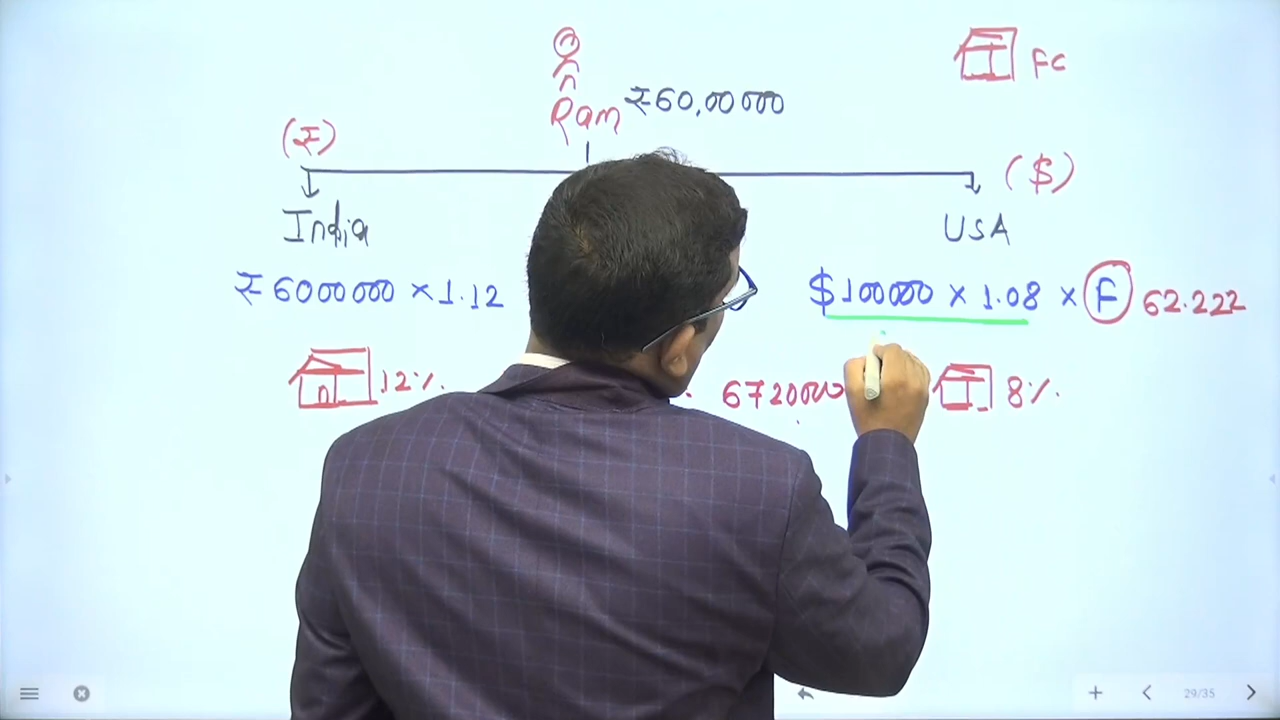 FC
Ram ₹60,00000
(₹)
($)
India
USA
₹6000000 × 1.12
$100000 × 1.08 × F 62.222
12%
6720000
8%
29/35